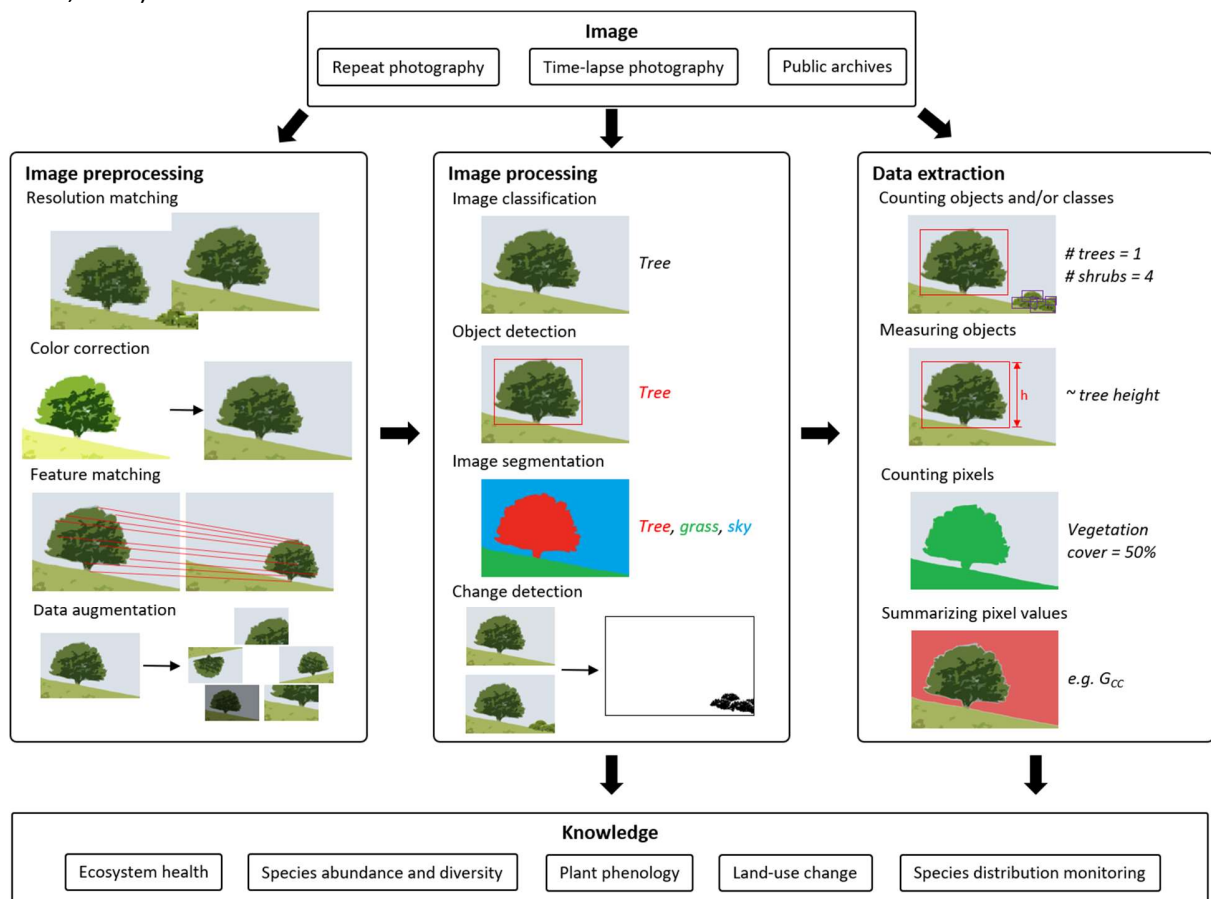 Image
Repeat photography
Time-lapse photography
Public archives
Image preprocessing
Resolution matching
Color correction
Feature matching
Data augmentation
Image processing
Image classification
Tree
Object detection
Tree
Image segmentation
Tree, grass, sky
Change detection
Data extraction
Counting objects and/or classes
# trees = 1
# shrubs = 4
Measuring objects
h
~ tree height
Counting pixels
Vegetation
cover = 50%
Summarizing pixel values
e.g. GCC
Knowledge
Ecosystem health
Species abundance and diversity
Plant phenology
Land-use change
Species distribution monitoring